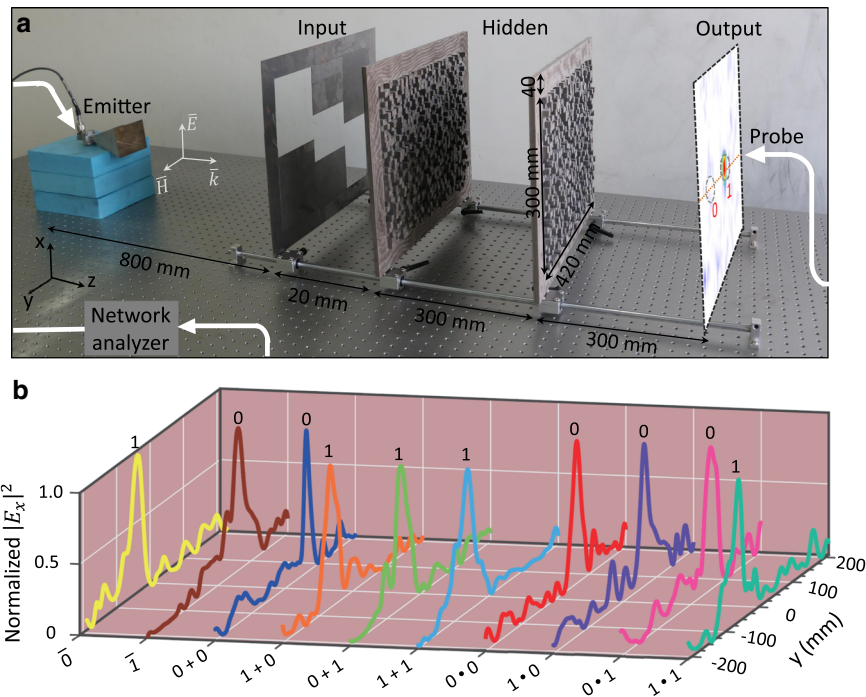 a
Input
Hidden
Output
Emitter
E̅
H̅
k̅
40
Probe
300 mm
420 mm
0
1
x
y
z
800 mm
20 mm
300 mm
300 mm
Network
analyzer
b
Normalized |Eₓ|²
1.0
0.5
0
1
0
0
1
1
1
0
0
0
1
0̅
1̅
0 + 0
1 + 0
0 + 1
1 + 1
0 • 0
1 • 0
0 • 1
1 • 1
200
100
0
-100
-200
y (mm)